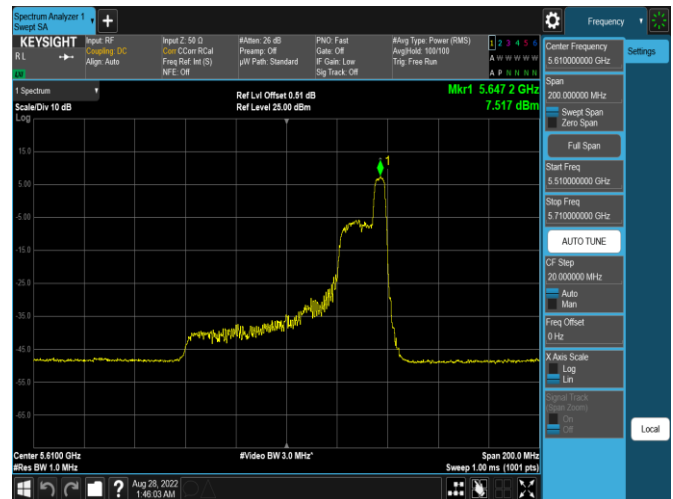 Spectrum Analyzer 1
Swept SA
+
Frequency
KEYSIGHT
RL
LXI
Input: RF
Coupling: DC
Align: Auto
Input Z: 50 Ω
Corr CCorr RCal
Freq Ref: Int (S)
NFE: Off
#Atten: 26 dB
Preamp: Off
µW Path: Standard
PNO: Fast
Gate: Off
IF Gain: Low
Sig Track: Off
#Avg Type: Power (RMS)
Avg|Hold: 100/100
Trig: Free Run
1 2 3 4 5 6
A W W W W W
A P N N N N
Center Frequency
5.610000000 GHz
Settings
Span
200.000000 MHz
Swept Span
Zero Span
Full Span
Start Freq
5.510000000 GHz
Stop Freq
5.710000000 GHz
AUTO TUNE
CF Step
20.000000 MHz
Auto
Man
Freq Offset
0 Hz
X Axis Scale
Log
Lin
Signal Track
(Span Zoom)
On
Off
Local
1 Spectrum
Scale/Div 10 dB
Log
Ref Lvl Offset 0.51 dB
Ref Level 25.00 dBm
Mkr1 5.647 2 GHz
7.517 dBm
1
15.0
5.00
-5.00
-15.0
-25.0
-35.0
-45.0
-55.0
-65.0
Center 5.6100 GHz
#Res BW 1.0 MHz
#Video BW 3.0 MHz*
Span 200.0 MHz
Sweep 1.00 ms (1001 pts)
?
Aug 28, 2022
1:46:03 AM